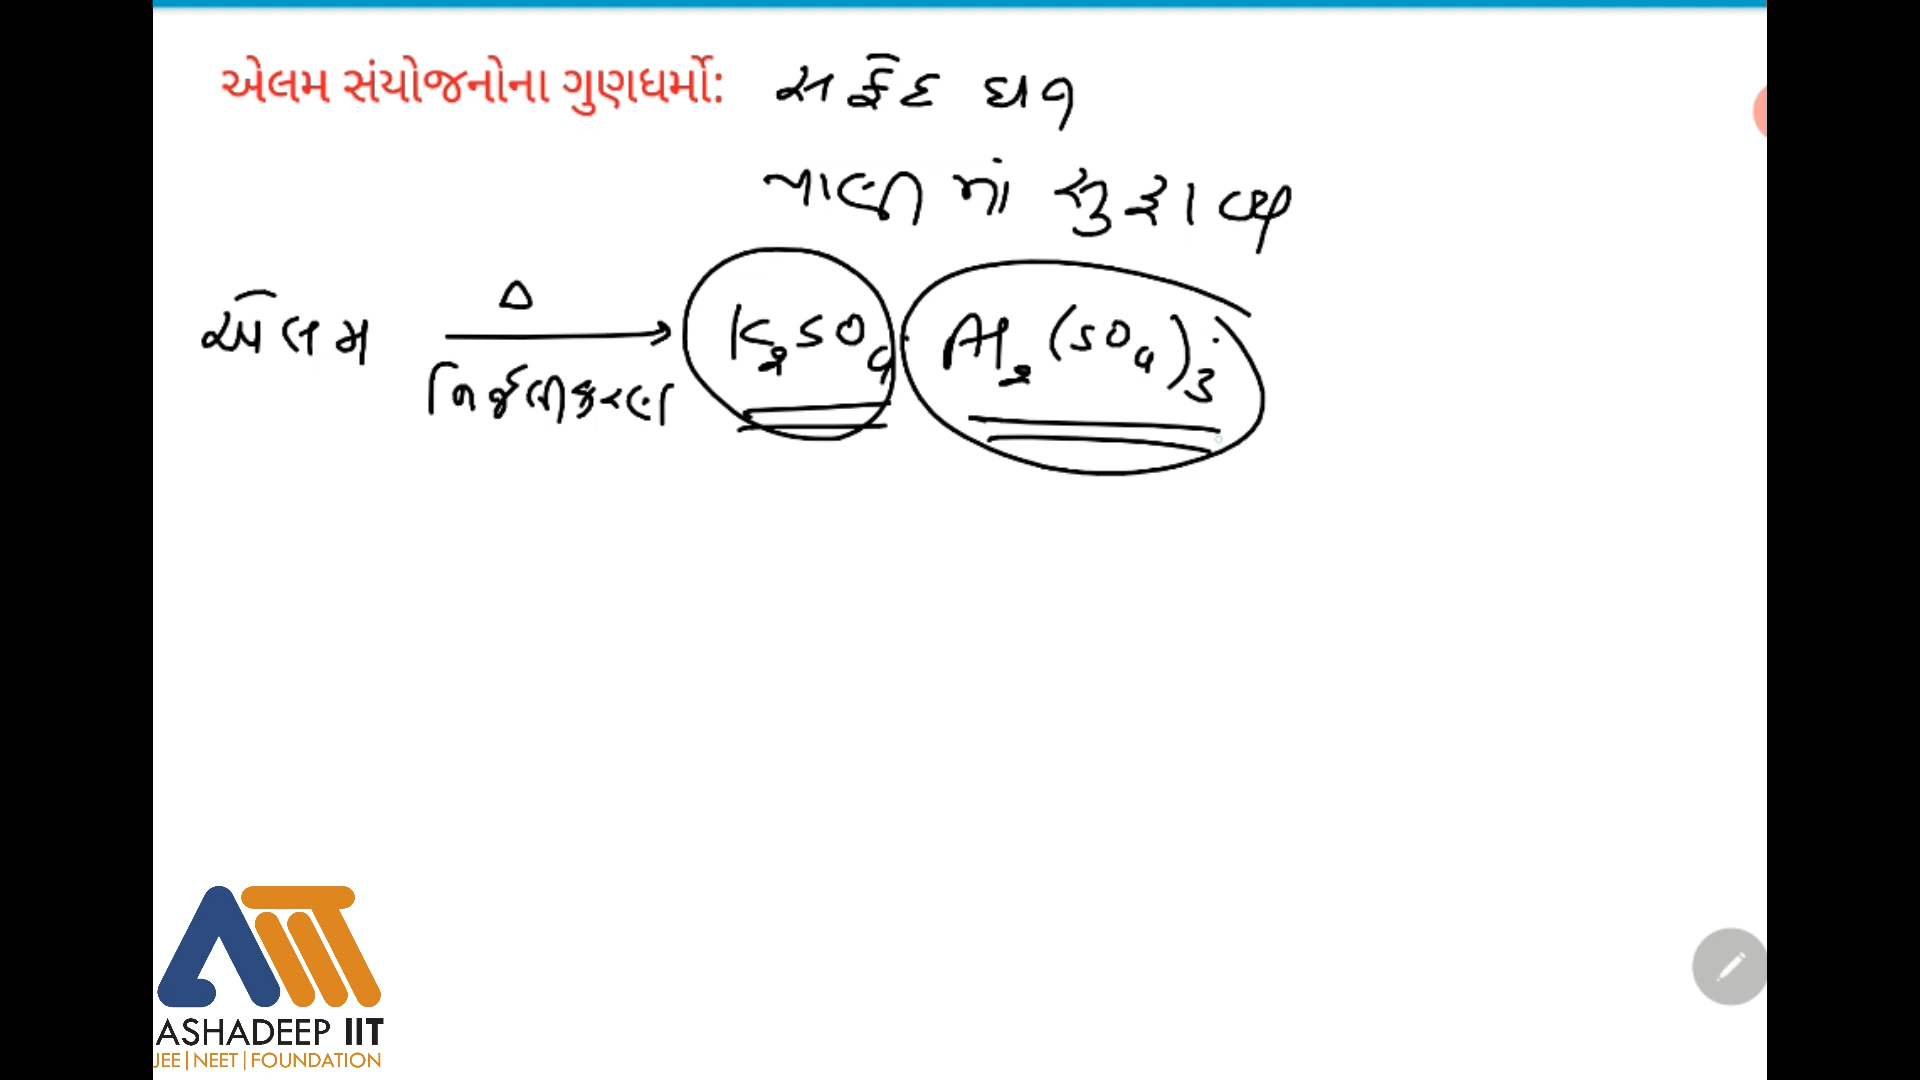 એલમ સંયોજનોના ગુણધર્મો: સફેદ ઘન
પાણી માં સુદ્રાવ્ય
એલમ Δ → K₂SO₄ · Al₂(SO₄)₃
નિર્જલીકરણ
ASHADEEP IIT
JEE|NEET|FOUNDATION